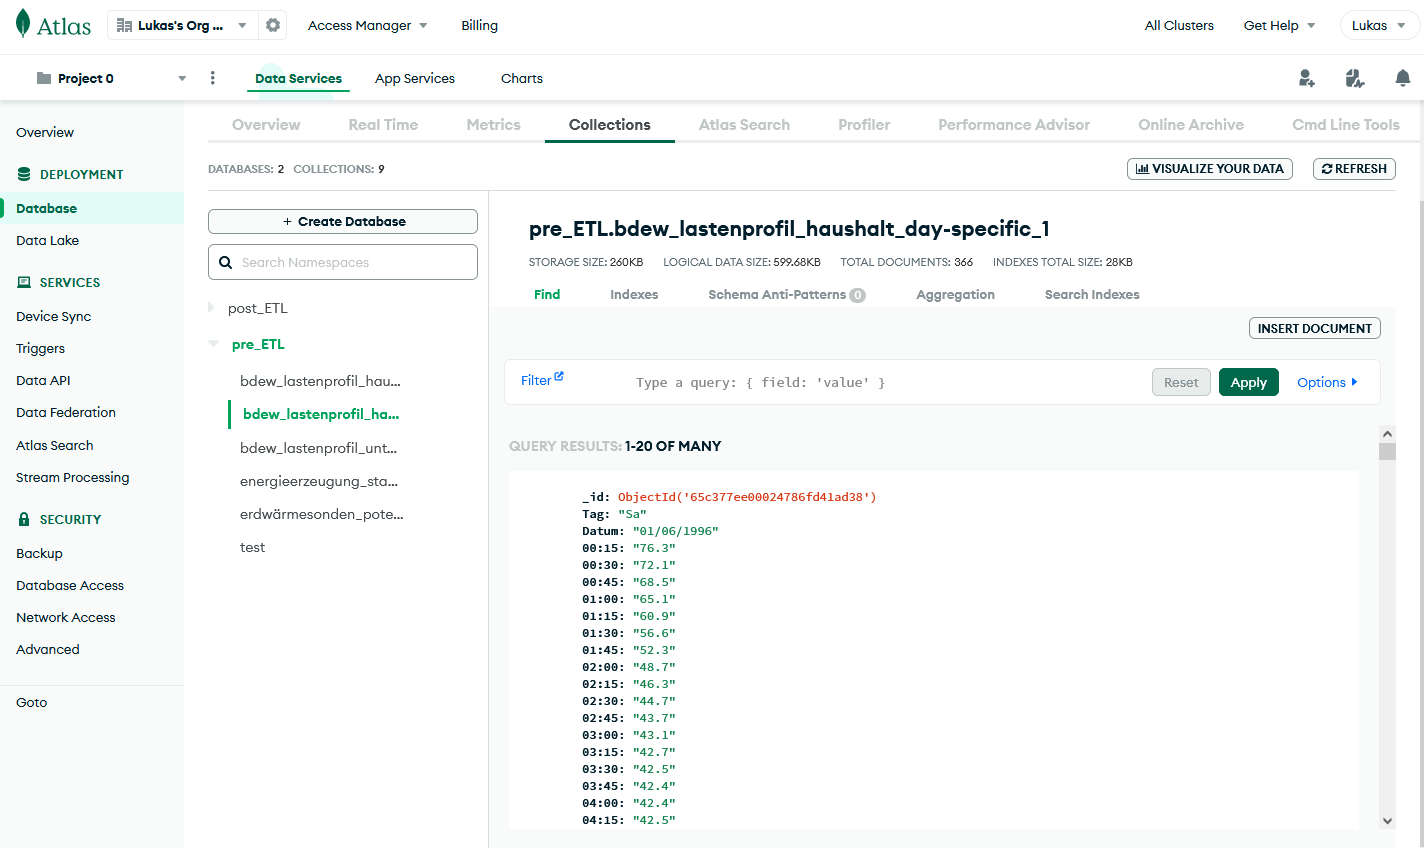 Atlas
Lukas's Org ...
Access Manager
Billing
All Clusters
Get Help
Lukas
Project 0
Data Services
App Services
Charts
Overview
DEPLOYMENT
Database
Data Lake
SERVICES
Device Sync
Triggers
Data API
Data Federation
Atlas Search
Stream Processing
SECURITY
Backup
Database Access
Network Access
Advanced
Goto
Overview
Real Time
Metrics
Collections
Atlas Search
Profiler
Performance Advisor
Online Archive
Cmd Line Tools
DATABASES: 2 COLLECTIONS: 9
VISUALIZE YOUR DATA
REFRESH
+ Create Database
Search Namespaces
post_ETL
pre_ETL
bdew_lastenprofil_hau...
bdew_lastenprofil_ha...
bdew_lastenprofil_unt...
energieerzeugung_sta...
erdwärmesonden_pote...
test
pre_ETL.bdew_lastenprofil_haushalt_day-specific_1
STORAGE SIZE: 260KB LOGICAL DATA SIZE: 599.68KB TOTAL DOCUMENTS: 366 INDEXES TOTAL SIZE: 28KB
Find
Indexes
Schema Anti-Patterns 0
Aggregation
Search Indexes
INSERT DOCUMENT
Filter
Type a query: { field: 'value' }
Reset
Apply
Options
QUERY RESULTS: 1-20 OF MANY
_id: ObjectId('65c377ee00024786fd41ad38')
Tag: "Sa"
Datum: "01/06/1996"
00:15: "76.3"
00:30: "72.1"
00:45: "68.5"
01:00: "65.1"
01:15: "60.9"
01:30: "56.6"
01:45: "52.3"
02:00: "48.7"
02:15: "46.3"
02:30: "44.7"
02:45: "43.7"
03:00: "43.1"
03:15: "42.7"
03:30: "42.5"
03:45: "42.4"
04:00: "42.4"
04:15: "42.5"